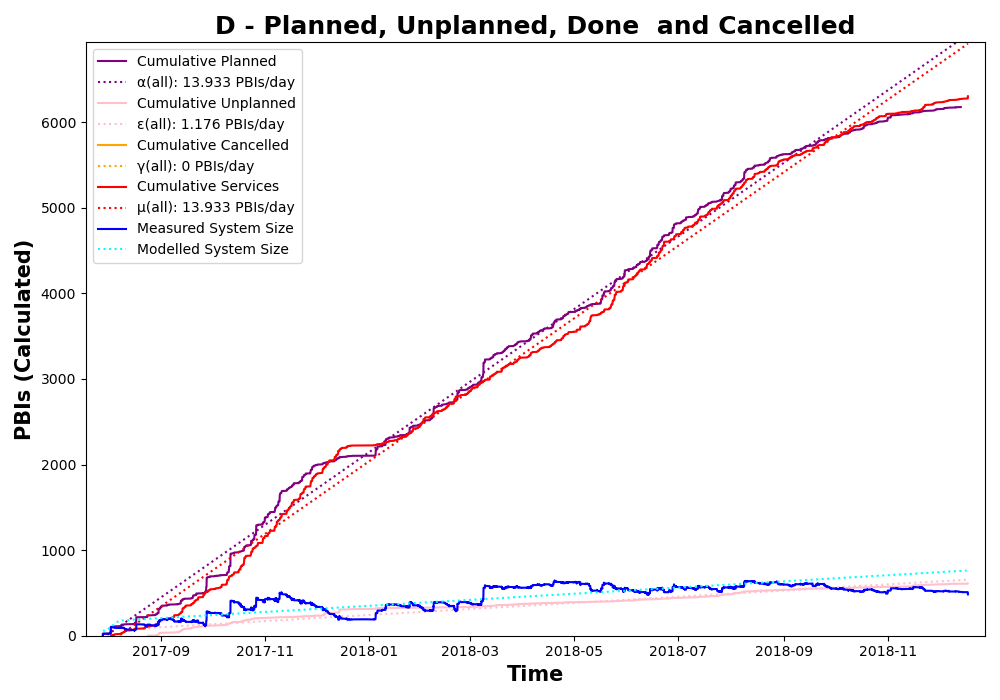 D - Planned, Unplanned, Done  and Cancelled
Cumulative Planned
α(all): 13.933 PBIs/day
Cumulative Unplanned
ε(all): 1.176 PBIs/day
Cumulative Cancelled
γ(all): 0 PBIs/day
Cumulative Services
μ(all): 13.933 PBIs/day
Measured System Size
Modelled System Size
PBIs (Calculated)
6000
5000
4000
3000
2000
1000
0
2017-09 2017-11 2018-01 2018-03 2018-05 2018-07 2018-09 2018-11
Time